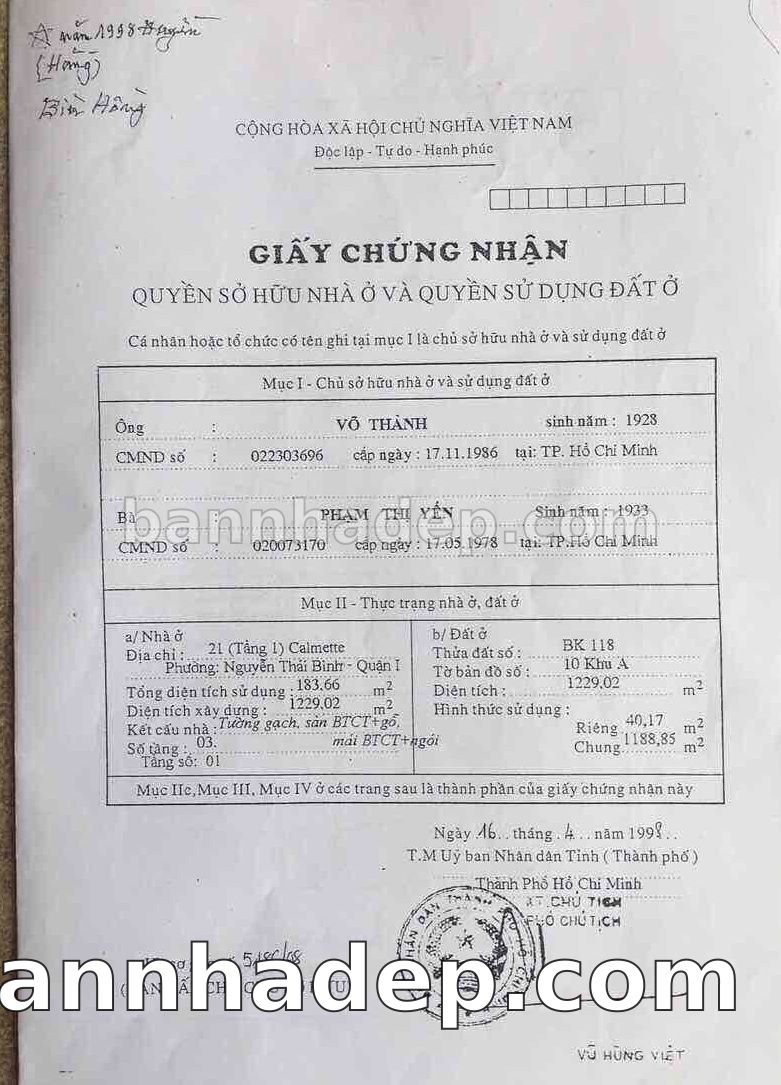 năm 1998 Huyền
(Hồng)
Biên Hồng
CỘNG HÒA XÃ HỘI CHỦ NGHĨA VIỆT NAM
Độc lập - Tự do - Hạnh phúc
GIẤY CHỨNG NHẬN
QUYỀN SỞ HỮU NHÀ Ở VÀ QUYỀN SỬ DỤNG ĐẤT Ở
Cá nhân hoặc tổ chức có tên ghi tại mục I là chủ sở hữu nhà ở và sử dụng đất ở
Mục I - Chủ sở hữu nhà ở và sử dụng đất ở
Ông : VÕ THÀNH sinh năm : 1928
CMND số : 022303696 cấp ngày : 17.11.1986 tại: TP. Hồ Chí Minh
bannhadep.com
Bà : PHẠM THỊ YẾN Sinh năm : 1933
CMND số : 020073170 cấp ngày : 17.05.1978 tại: TP.Hồ Chí Minh
Mục II - Thực trạng nhà ở, đất ở
a/ Nhà ở
Địa chỉ : 21 (Tầng 1) Calmette
Phường: Nguyễn Thái Bình - Quận I
Tổng diện tích sử dụng : 183,66 m²
Diện tích xây dựng : 1229,02 m²
Kết cấu nhà : Tường gạch, sàn BTCT+gỗ,
Số tầng : 03. mái BTCT+ngói
Tầng số: 01
b/ Đất ở
Thửa đất số : BK 118
Tờ bản đồ số : 10 Khu A
Diện tích : 1229,02 m²
Hình thức sử dụng :
Riêng 40,17 m²
Chung 1188,85 m²
Mục IIc, Mục III, Mục IV ở các trang sau là thành phần của giấy chứng nhận này
Ngày 16 tháng 4 năm 1998
T.M Uỷ ban Nhân dân Tỉnh ( Thành phố )
Thành Phố Hồ Chí Minh
KT.CHỦ TỊCH
PHÓ CHỦ TỊCH
annhadep.com
VŨ HÙNG VIỆT